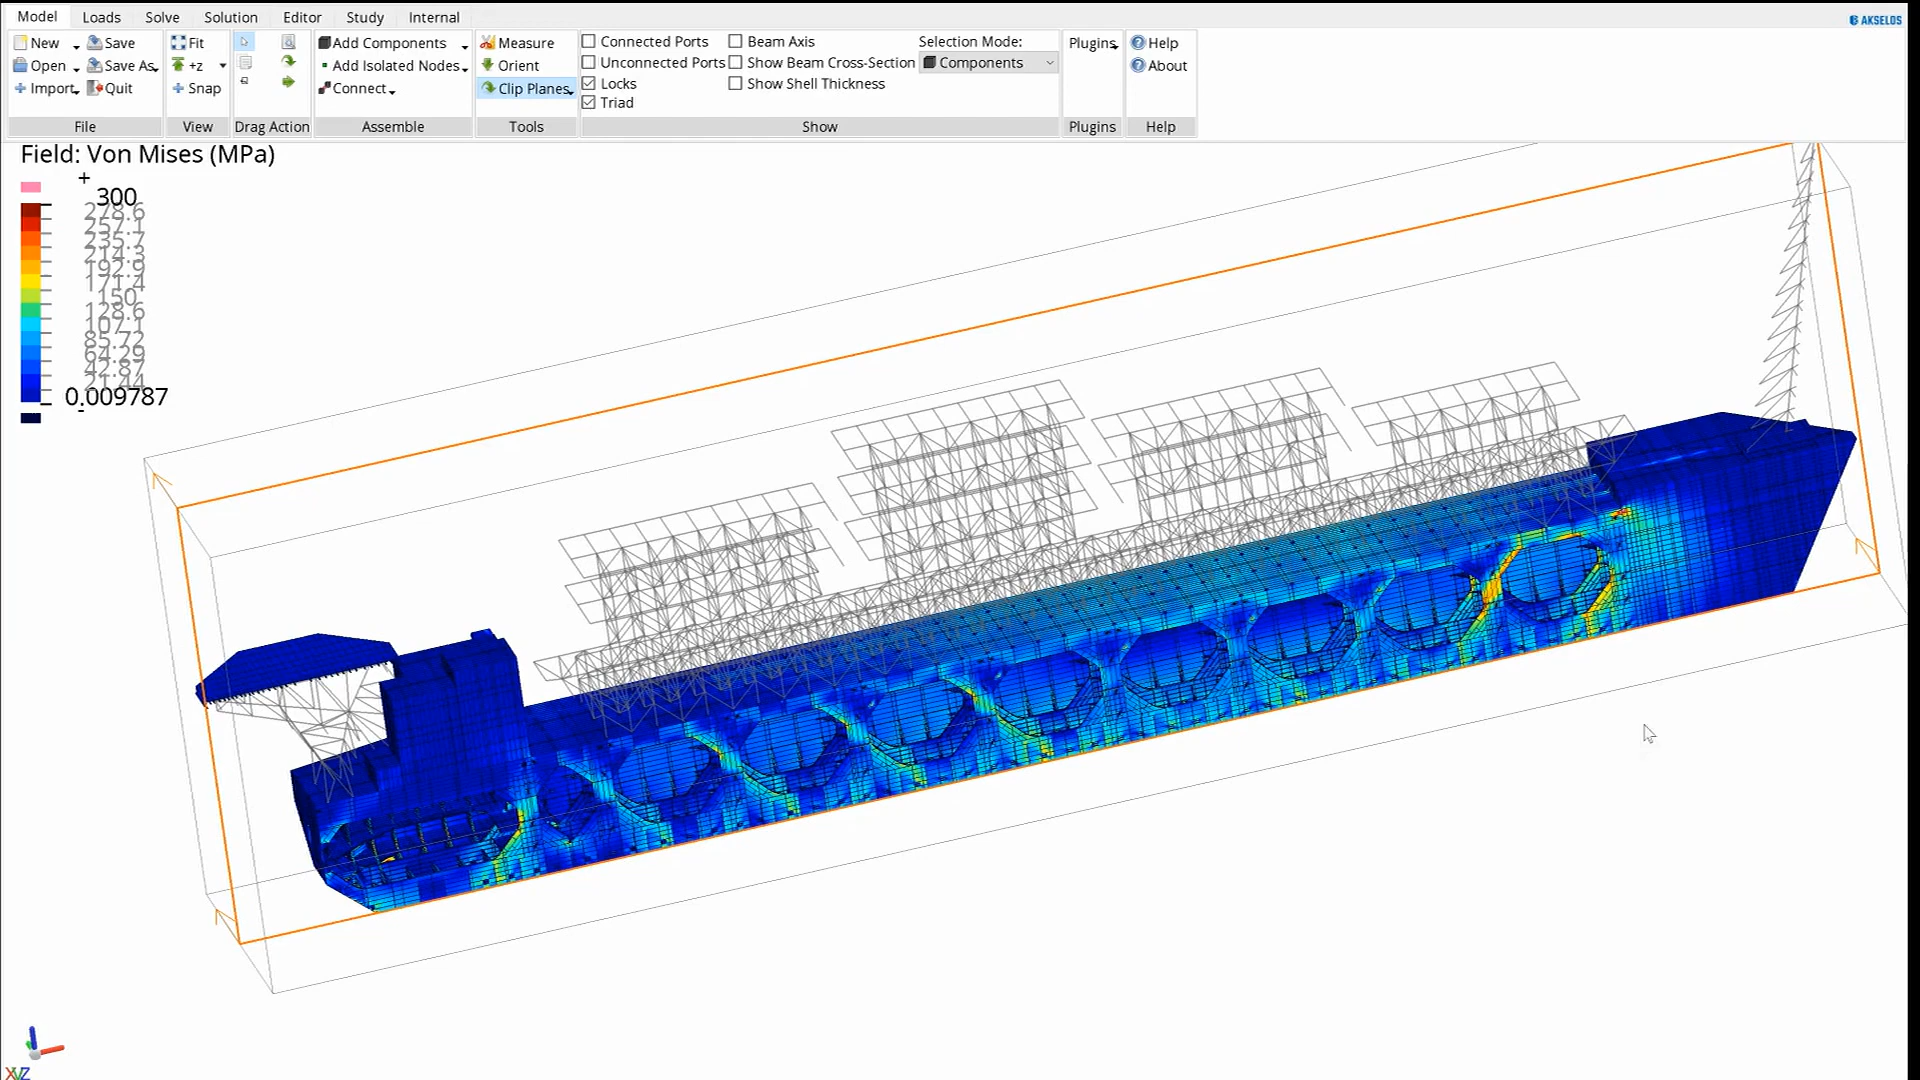 Model Loads Solve Solution Editor Study Internal
AKSELOS
New Save Fit Add Components Measure Connected Ports Beam Axis Selection Mode: Plugins Help
Open Save As +z Add Isolated Nodes Orient Unconnected Ports Show Beam Cross-Section Components About
Import Quit Snap Connect Clip Planes Locks Show Shell Thickness
Triad
File View Drag Action Assemble Tools Show Plugins Help
Field: Von Mises (MPa)
+
300
278.6
257.1
235.7
214.3
192.9
171.4
150
128.6
107.1
85.72
64.29
42.87
21.44
0.009787
-
XYZ